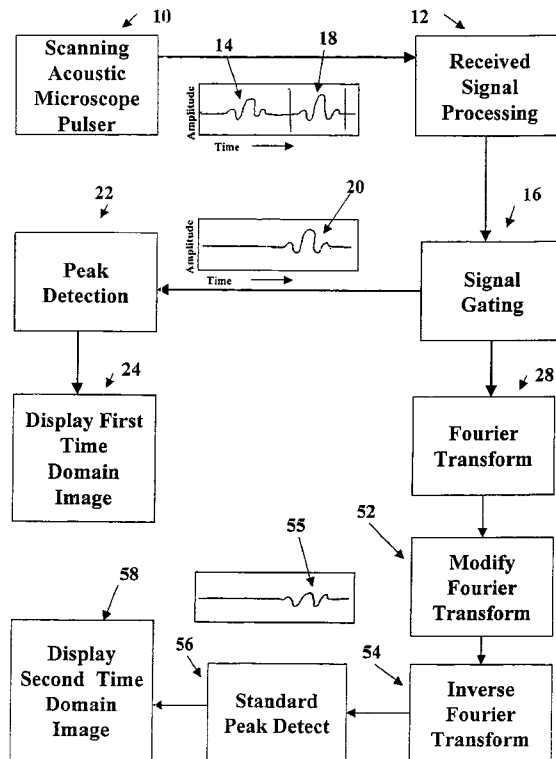 10
12
Scanning
Acoustic
Microscope
Pulser
14
18
Amplitude
Time
Received
Signal
Processing
22
20
16
Peak
Detection
Amplitude
Time
Signal
Gating
24
28
Display First
Time
Domain
Image
Fourier
Transform
52
55
Modify
Fourier
Transform
58
56
54
Display
Second Time
Domain
Image
Standard
Peak Detect
Inverse
Fourier
Transform